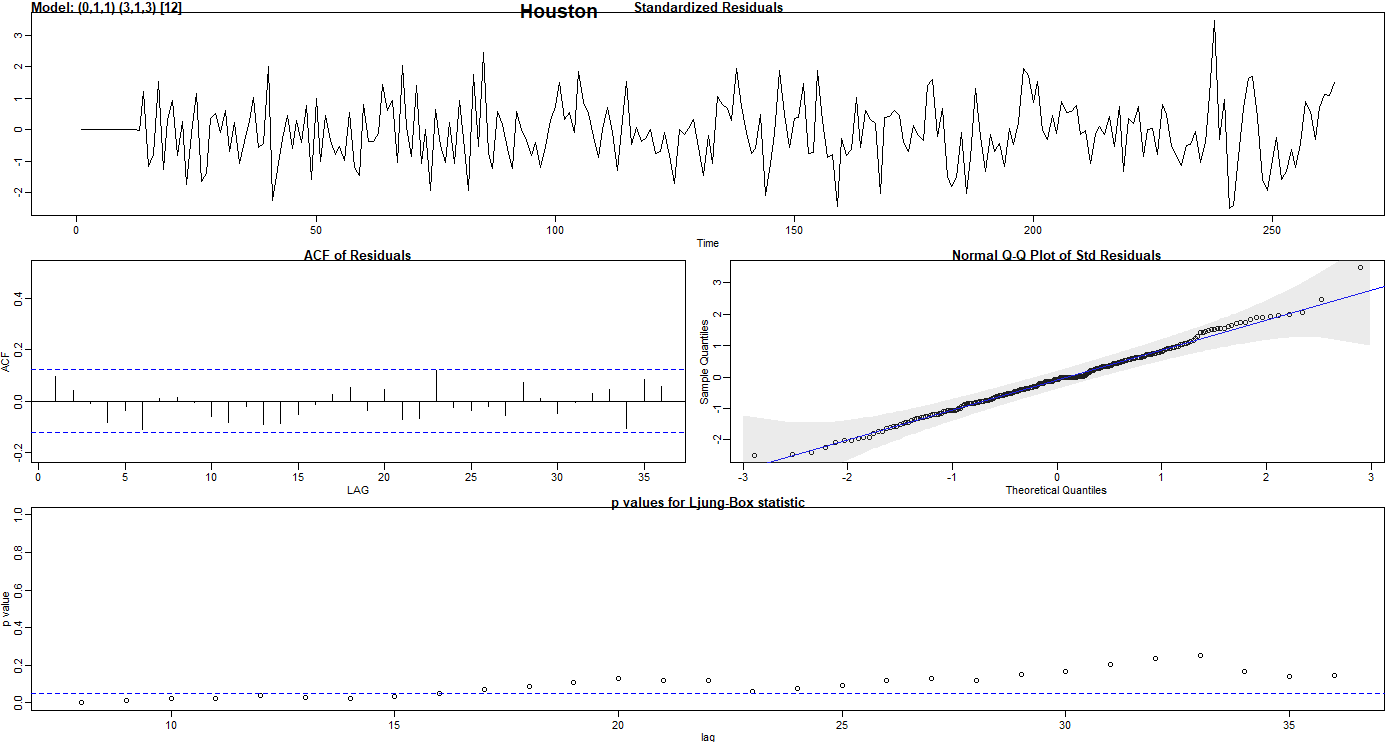 Model: (0,1,1) (3,1,3) [12]
Houston
Standardized Residuals
3
2
1
0
-1
-2
0 50 100 150 200 250
Time
ACF of Residuals
ACF
0.4
0.2
0.0
-0.2
0 5 10 15 20 25 30 35
LAG
Normal Q-Q Plot of Std Residuals
Sample Quantiles
3
2
1
0
-1
-2
-3 -2 -1 0 1 2 3
Theoretical Quantiles
p values for Ljung-Box statistic
p value
1.0
0.8
0.6
0.4
0.2
0.0
10 15 20 25 30 35
lag